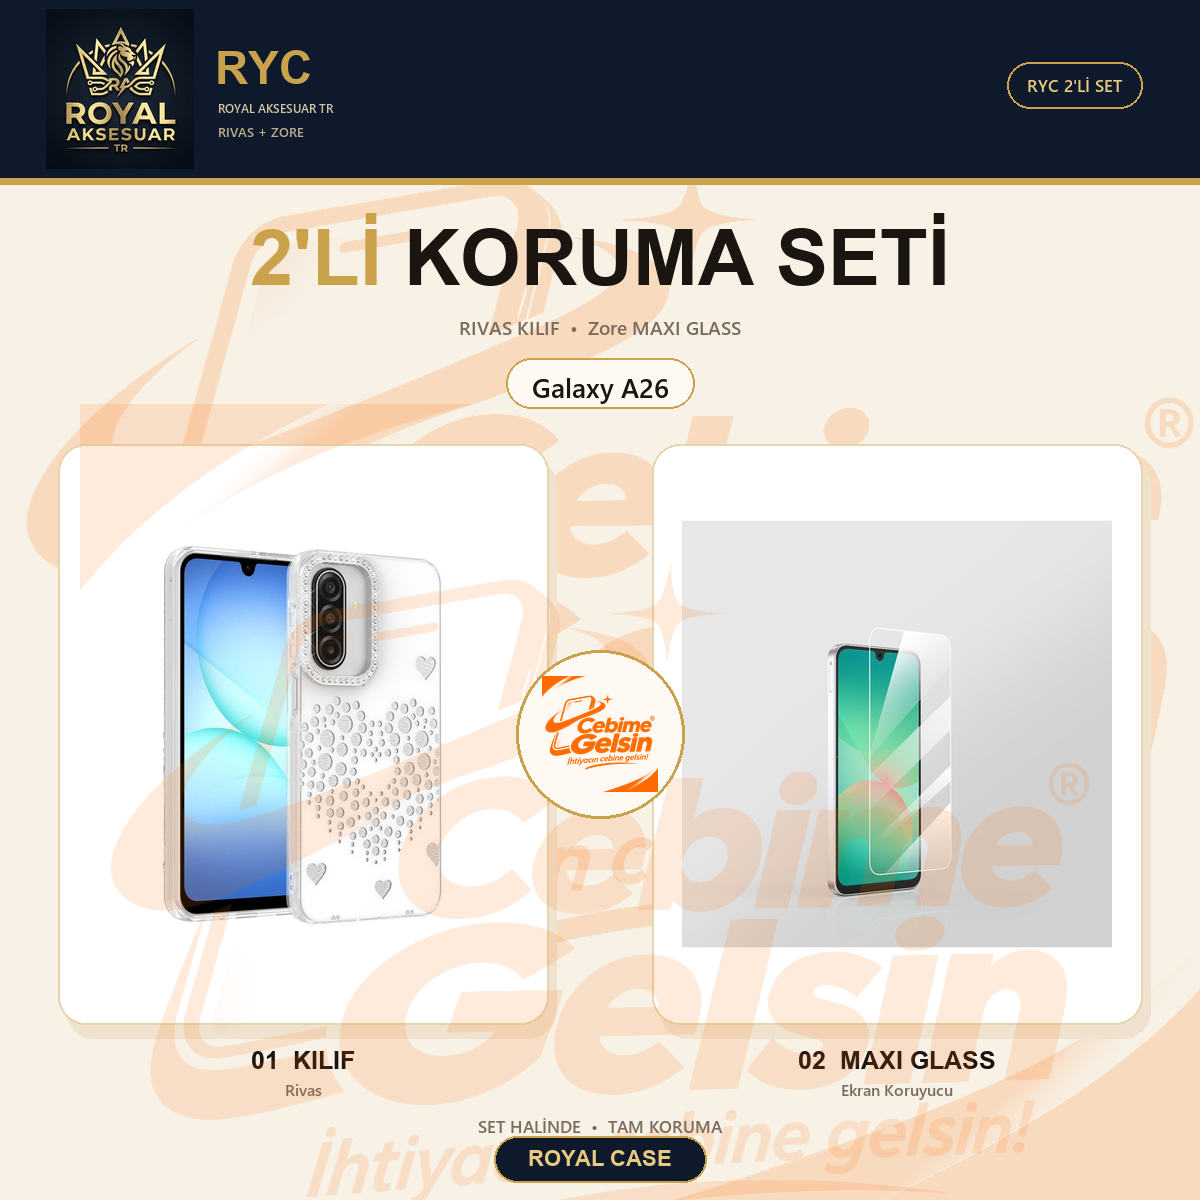 ROYAL
AKSESUAR
TR
RYC
ROYAL AKSESUAR TR
RIVAS + ZORE
RYC 2'Lİ SET
2'Lİ KORUMA SETİ
RIVAS KILIF • Zore MAXI GLASS
Galaxy A26
Cebime
Gelsin
İhtiyacın cebine gelsin!
®
Cebime®
Gelsin
01 KILIF
Rivas
02 MAXI GLASS
Ekran Koruyucu
SET HALİNDE • TAM KORUMA
ROYAL CASE